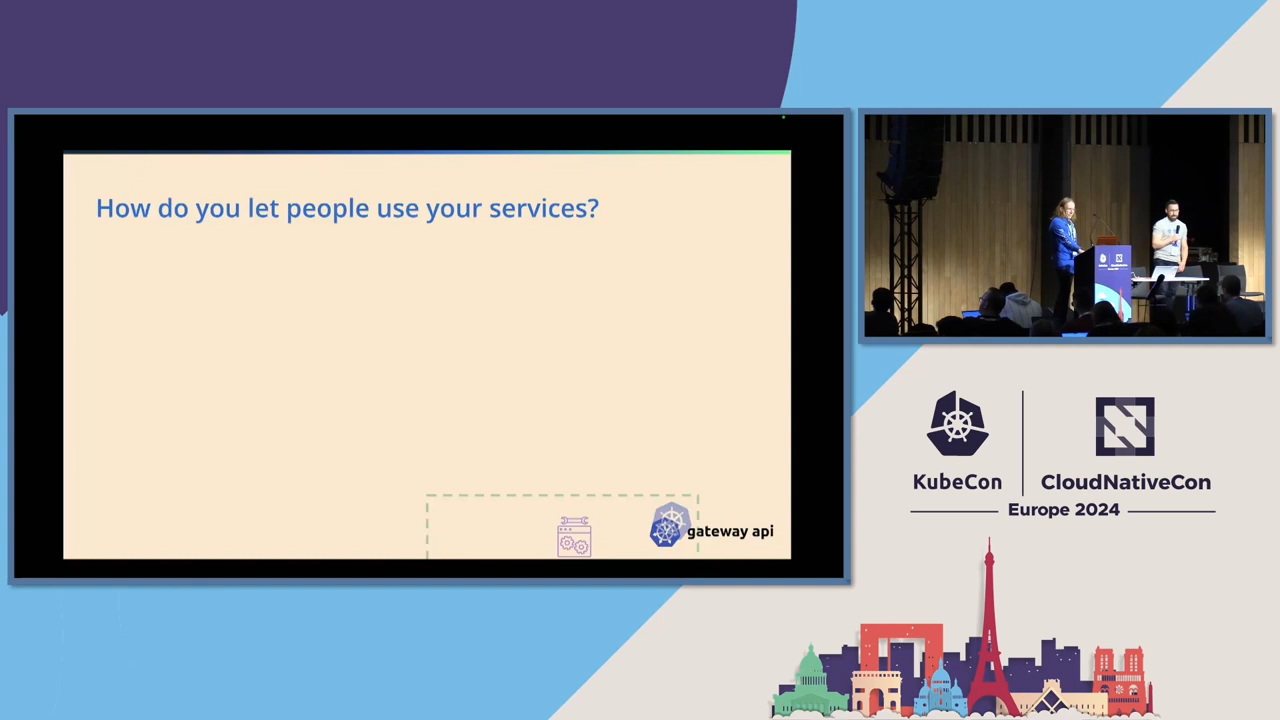 How do you let people use your services?
gateway api
KubeCon
CloudNativeCon
Europe 2024